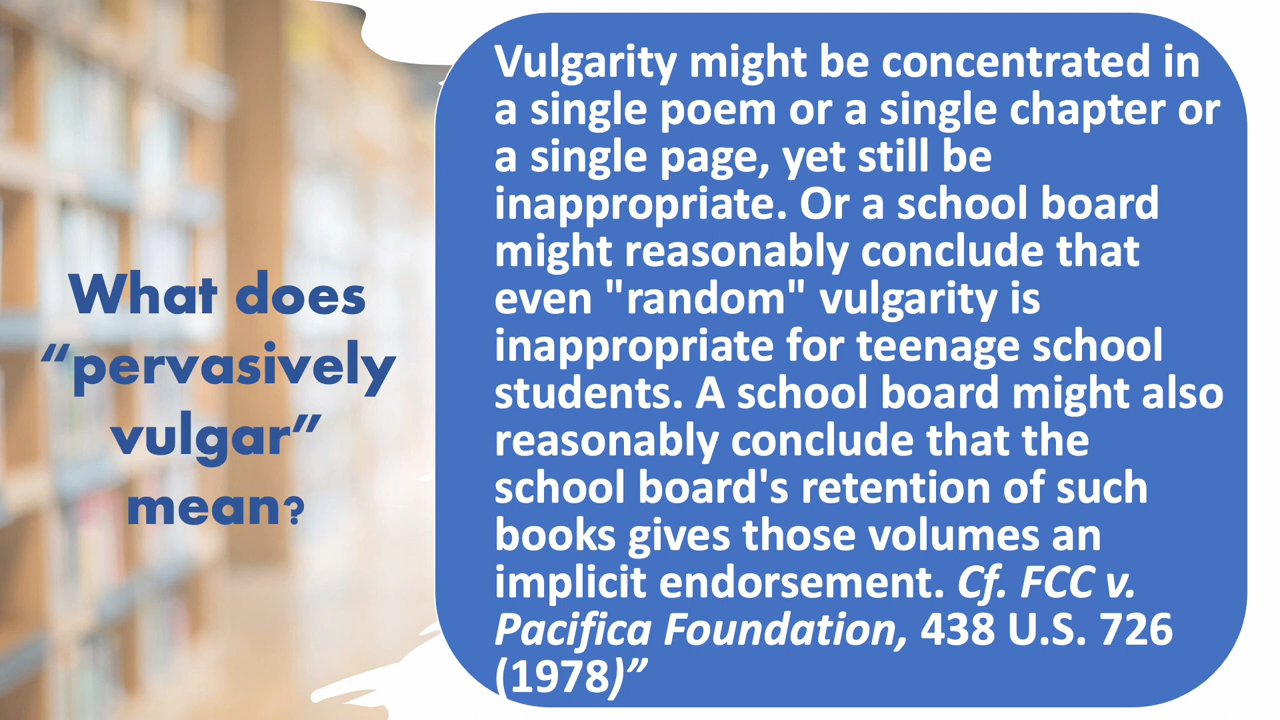 What does
“pervasively
vulgar”
mean?
Vulgarity might be concentrated in
a single poem or a single chapter or
a single page, yet still be
inappropriate. Or a school board
might reasonably conclude that
even "random" vulgarity is
inappropriate for teenage school
students. A school board might also
reasonably conclude that the
school board's retention of such
books gives those volumes an
implicit endorsement. Cf. FCC v.
Pacifica Foundation, 438 U.S. 726
(1978)”